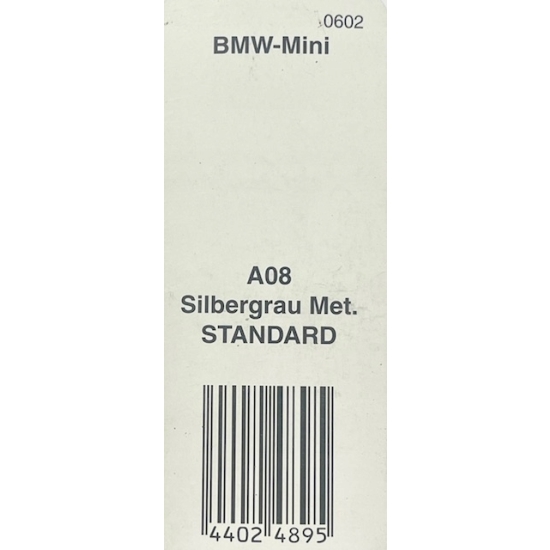 0602
BMW-Mini
A08
Silbergrau Met.
STANDARD
4402 4895